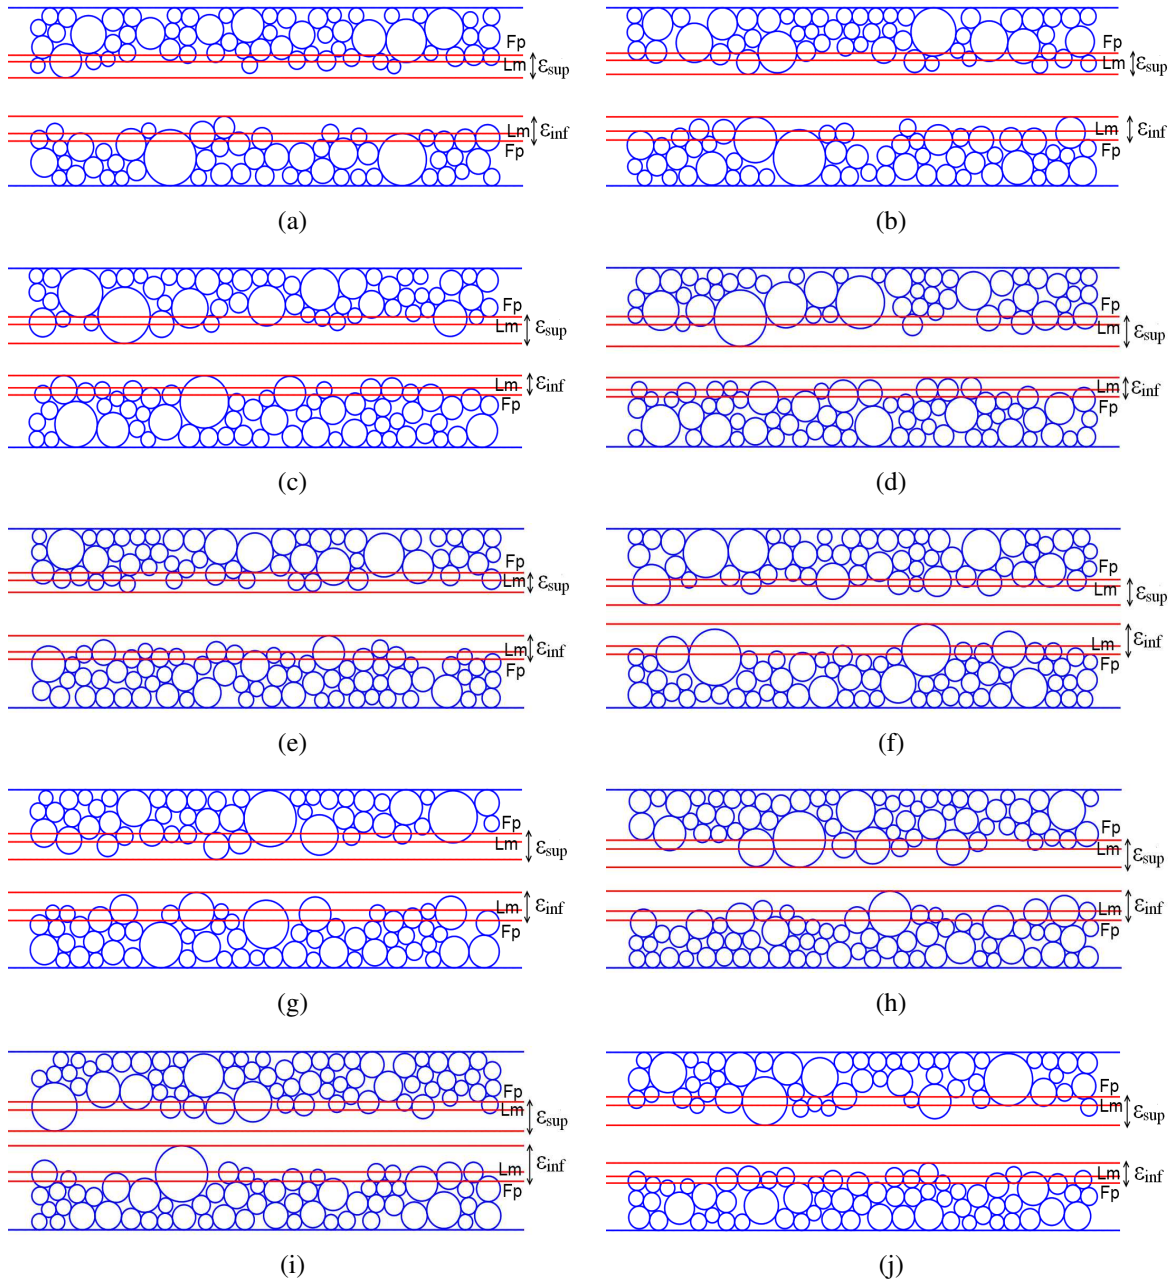 Fp
Lm
εsup
Lm
εinf
Fp
(a)
Fp
Lm
εsup
Lm
εinf
Fp
(b)
Fp
Lm
εsup
Lm
εinf
Fp
(c)
Fp
Lm
εsup
Lm
εinf
Fp
(d)
Fp
Lm
εsup
Lm
εinf
Fp
(e)
Fp
Lm
εsup
Lm
εinf
Fp
(f)
Fp
Lm
εsup
Lm
εinf
Fp
(g)
Fp
Lm
εsup
Lm
εinf
Fp
(h)
Fp
Lm
εsup
Lm
εinf
Fp
(i)
Fp
Lm
εsup
Lm
εinf
Fp
(j)